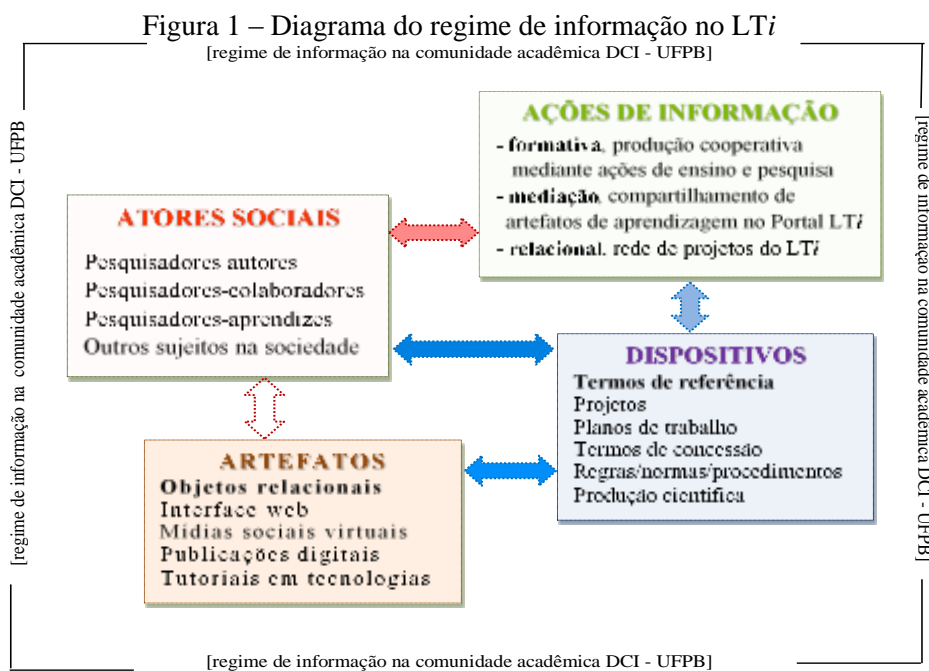 Figura 1 – Diagrama do regime de informação no LTi
[regime de informação na comunidade acadêmica DCI - UFPB]
[regime de informação na comunidade acadêmica DCI - UFPB
AÇÕES DE INFORMAÇÃO
- formativa, produção cooperativa
mediante ações de ensino e pesquisa
- mediação, compartilhamento de
artefatos de aprendizagem no Portal LTi
- relacional, rede de projetos do LTi
ATORES SOCIAIS
Pesquisadores autores
Pesquisadores-colaboradores
Pesquisadores-aprendizes
Outros sujeitos na sociedade
DISPOSITIVOS
Termos de referência
Projetos
Planos de trabalho
Termos de concessão
Regras/normas/procedimentos
Produção cientifica
ARTEFATOS
Objetos relacionais
Interface web
Mídias sociais virtuais
Publicações digitais
Tutoriais em tecnologias
[regime de informação na comunidade acadêmica DCI - UFPB]
[regime de informação na comunidade acadêmica DCI - UFPB]